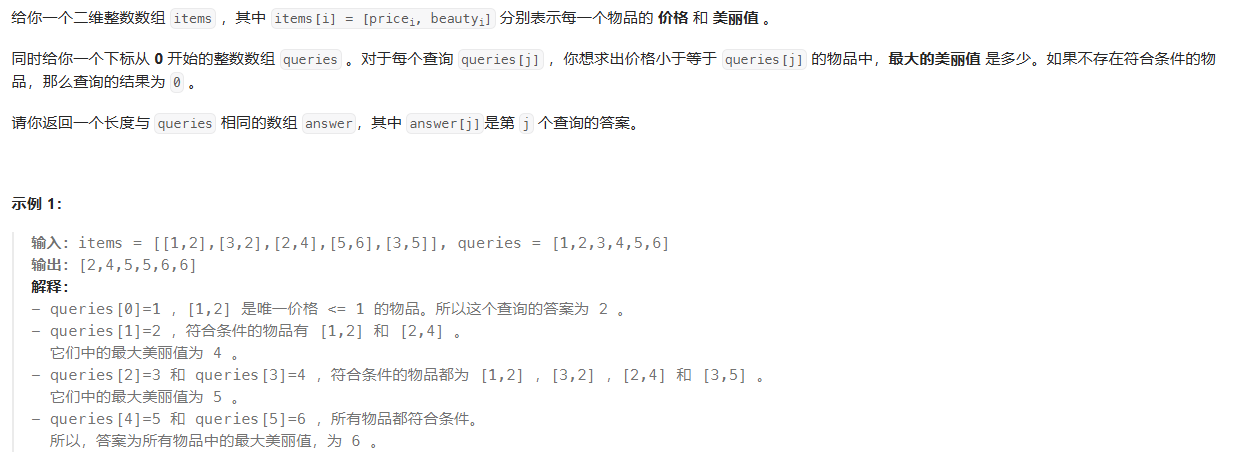 给你一个二维整数数组 items ，其中 items[i] = [pricei, beautyi] 分别表示每一个物品的 价格 和 美丽值 。
同时给你一个下标从 0 开始的整数数组 queries 。对于每个查询 queries[j] ，你想求出价格小于等于 queries[j] 的物品中，最大的美丽值 是多少。如果不存在符合条件的物
品，那么查询的结果为 0 。
请你返回一个长度与 queries 相同的数组 answer，其中 answer[j]是第 j 个查询的答案。
示例 1：
输入：items = [[1,2],[3,2],[2,4],[5,6],[3,5]], queries = [1,2,3,4,5,6]
输出：[2,4,5,5,6,6]
解释：
- queries[0]=1 ，[1,2] 是唯一价格 <= 1 的物品。所以这个查询的答案为 2 。
- queries[1]=2 ，符合条件的物品有 [1,2] 和 [2,4] 。
它们中的最大美丽值为 4 。
- queries[2]=3 和 queries[3]=4 ，符合条件的物品都为 [1,2] ，[3,2] ，[2,4] 和 [3,5] 。
它们中的最大美丽值为 5 。
- queries[4]=5 和 queries[5]=6 ，所有物品都符合条件。
所以，答案为所有物品中的最大美丽值，为 6 。